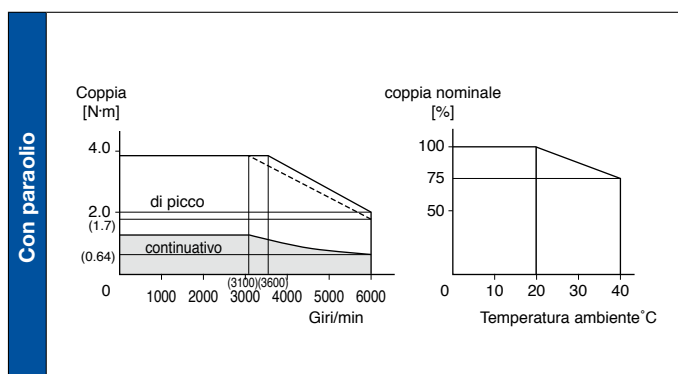 Con paraolio
Coppia
[N·m]
4.0
di picco
2.0
(1.7)
continuativo
(0.64)
0
1000
2000
3000
4000
5000
6000
(3100)
(3600)
Giri/min
coppia nominale
[%]
100
75
50
0
10
20
30
40
Temperatura ambiente˚C